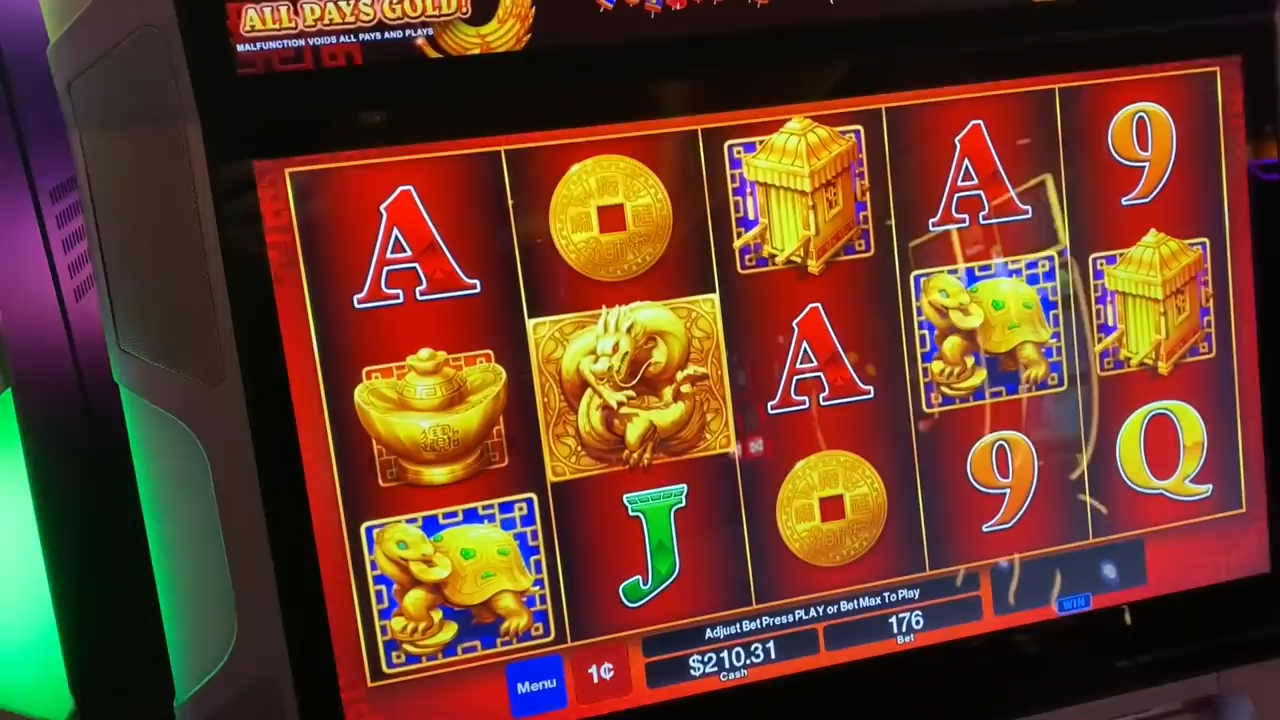 ALL PAYS GOLD!
MALFUNCTION VOIDS ALL PAYS AND PLAYS
A
A
9
A
J
9
Q
Adjust Bet Press PLAY or Bet Max To Play
Menu
1¢
$210.31
Cash
176
Bet
WIN